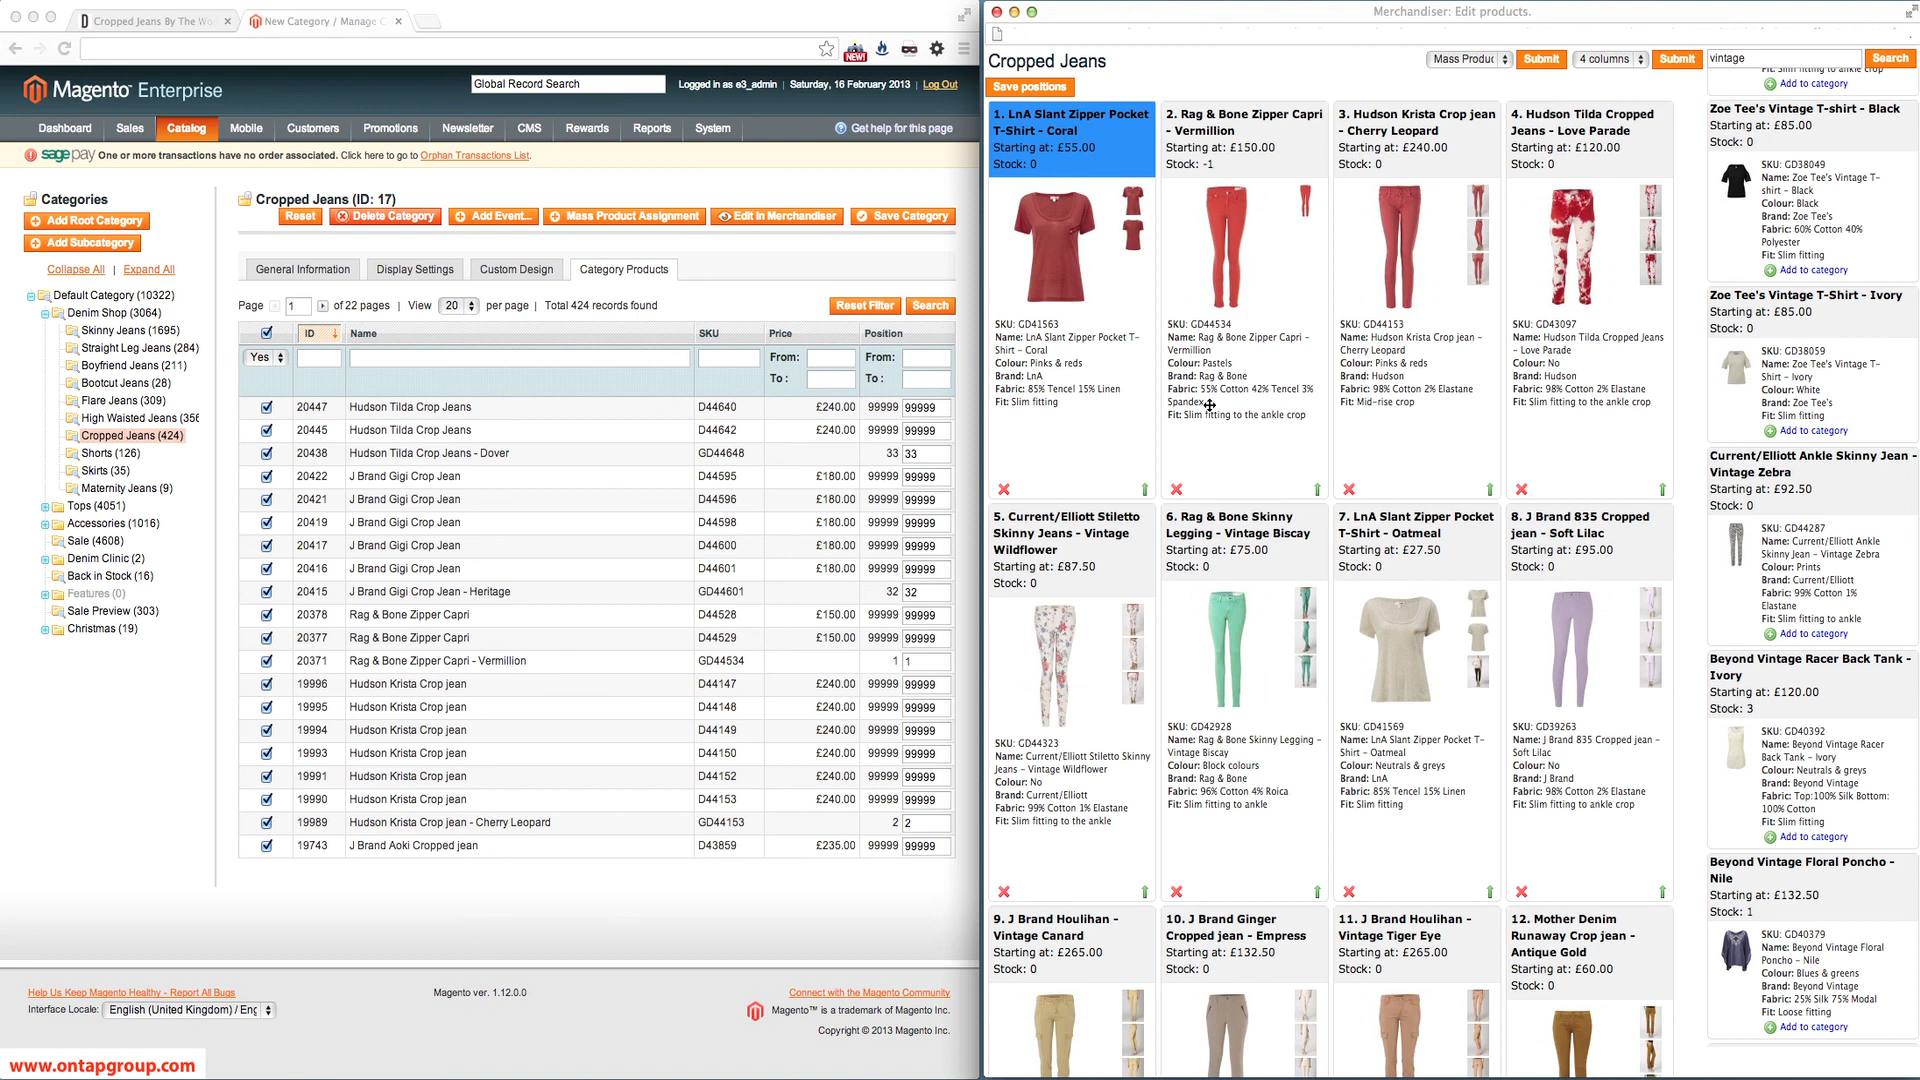 Cropped Jeans By The Wo
New Category / Manage C
NEW!
Magento Enterprise
Global Record Search
Logged in as e3_admin | Saturday, 16 February 2013 | Log Out
Dashboard Sales Catalog Mobile Customers Promotions Newsletter CMS Rewards Reports System Get help for this page
sage pay One or more transactions have no order associated. Click here to go to Orphan Transactions List.
Categories
Add Root Category
Add Subcategory
Collapse All | Expand All
Default Category (10322)
Denim Shop (3064)
Skinny Jeans (1695)
Straight Leg Jeans (284)
Boyfriend Jeans (211)
Bootcut Jeans (28)
Flare Jeans (309)
High Waisted Jeans (356
Cropped Jeans (424)
Shorts (126)
Skirts (35)
Maternity Jeans (9)
Tops (4051)
Accessories (1016)
Sale (4608)
Denim Clinic (2)
Back in Stock (16)
Features (0)
Sale Preview (303)
Christmas (19)
Cropped Jeans (ID: 17)
Reset Delete Category Add Event... Mass Product Assignment Edit in Merchandiser Save Category
General Information Display Settings Custom Design Category Products
Page 1 of 22 pages | View 20 per page | Total 424 records found Reset Filter Search
ID Name SKU Price Position
Yes From: From:
To : To :
20447 Hudson Tilda Crop Jeans D44640 £240.00 99999 99999
20445 Hudson Tilda Crop Jeans D44642 £240.00 99999 99999
20438 Hudson Tilda Crop Jeans - Dover GD44648 33 33
20422 J Brand Gigi Crop Jean D44595 £180.00 99999 99999
20421 J Brand Gigi Crop Jean D44596 £180.00 99999 99999
20419 J Brand Gigi Crop Jean D44598 £180.00 99999 99999
20417 J Brand Gigi Crop Jean D44600 £180.00 99999 99999
20416 J Brand Gigi Crop Jean D44601 £180.00 99999 99999
20415 J Brand Gigi Crop Jean - Heritage GD44601 32 32
20378 Rag & Bone Zipper Capri D44528 £150.00 99999 99999
20377 Rag & Bone Zipper Capri D44529 £150.00 99999 99999
20371 Rag & Bone Zipper Capri - Vermillion GD44534 1 1
19996 Hudson Krista Crop jean D44147 £240.00 99999 99999
19995 Hudson Krista Crop jean D44148 £240.00 99999 99999
19994 Hudson Krista Crop jean D44149 £240.00 99999 99999
19993 Hudson Krista Crop jean D44150 £240.00 99999 99999
19991 Hudson Krista Crop jean D44152 £240.00 99999 99999
19990 Hudson Krista Crop jean D44153 £240.00 99999 99999
19989 Hudson Krista Crop jean - Cherry Leopard GD44153 2 2
19743 J Brand Aoki Cropped jean D43859 £235.00 99999 99999
Help Us Keep Magento Healthy - Report All Bugs
Interface Locale: English (United Kingdom) / Eng
Magento ver. 1.12.0.0
Connect with the Magento Community
Magento™ is a trademark of Magento Inc.
Copyright © 2013 Magento Inc.
www.ontapgroup.com
Merchandiser: Edit products.
Cropped Jeans
Mass Produc Submit 4 columns Submit vintage Search
Save positions
1. LnA Slant Zipper Pocket
T-Shirt - Coral
Starting at: £55.00
Stock: 0
SKU: GD41563
Name: LnA Slant Zipper Pocket T-
Shirt - Coral
Colour: Pinks & reds
Brand: LnA
Fabric: 85% Tencel 15% Linen
Fit: Slim fitting
2. Rag & Bone Zipper Capri
- Vermillion
Starting at: £150.00
Stock: -1
SKU: GD44534
Name: Rag & Bone Zipper Capri -
Vermillion
Colour: Pastels
Brand: Rag & Bone
Fabric: 55% Cotton 42% Tencel 3%
Spandex
Fit: Slim fitting to the ankle crop
3. Hudson Krista Crop jean
- Cherry Leopard
Starting at: £240.00
Stock: 0
SKU: GD44153
Name: Hudson Krista Crop jean -
Cherry Leopard
Colour: Pinks & reds
Brand: Hudson
Fabric: 98% Cotton 2% Elastane
Fit: Mid-rise crop
4. Hudson Tilda Cropped
Jeans - Love Parade
Starting at: £120.00
Stock: 0
SKU: GD43097
Name: Hudson Tilda Cropped Jeans
- Love Parade
Colour: No
Brand: Hudson
Fabric: 98% Cotton 2% Elastane
Fit: Slim fitting to the ankle crop
5. Current/Elliott Stiletto
Skinny Jeans - Vintage
Wildflower
Starting at: £87.50
Stock: 0
SKU: GD44323
Name: Current/Elliott Stiletto Skinny
Jeans - Vintage Wildflower
Colour: No
Brand: Current/Elliott
Fabric: 99% Cotton 1% Elastane
Fit: Slim fitting to the ankle
6. Rag & Bone Skinny
Legging - Vintage Biscay
Starting at: £75.00
Stock: 0
SKU: GD42928
Name: Rag & Bone Skinny Legging -
Vintage Biscay
Colour: Block colours
Brand: Rag & Bone
Fabric: 96% Cotton 4% Roica
Fit: Slim fitting to ankle
7. LnA Slant Zipper Pocket
T-Shirt - Oatmeal
Starting at: £27.50
Stock: 0
SKU: GD41569
Name: LnA Slant Zipper Pocket T-
Shirt - Oatmeal
Colour: Neutrals & greys
Brand: LnA
Fabric: 85% Tencel 15% Linen
Fit: Slim fitting
8. J Brand 835 Cropped
jean - Soft Lilac
Starting at: £95.00
Stock: 0
SKU: GD39263
Name: J Brand 835 Cropped jean -
Soft Lilac
Colour: No
Brand: J Brand
Fabric: 98% Cotton 2% Elastane
Fit: Slim fitting to ankle crop
9. J Brand Houlihan -
Vintage Canard
Starting at: £265.00
Stock: 0
10. J Brand Ginger
Cropped jean - Empress
Starting at: £132.50
Stock: 0
11. J Brand Houlihan -
Vintage Tiger Eye
Starting at: £265.00
Stock: 0
12. Mother Denim
Runaway Crop jean -
Antique Gold
Starting at: £60.00
Stock: 0
Fit: Slim fitting to ankle crop
Add to category
Zoe Tee's Vintage T-shirt - Black
Starting at: £85.00
Stock: 0
SKU: GD38049
Name: Zoe Tee's Vintage T-
shirt - Black
Colour: Black
Brand: Zoe Tee's
Fabric: 60% Cotton 40%
Polyester
Fit: Slim fitting
Add to category
Zoe Tee's Vintage T-Shirt - Ivory
Starting at: £85.00
Stock: 0
SKU: GD38059
Name: Zoe Tee's Vintage T-
Shirt - Ivory
Colour: White
Brand: Zoe Tee's
Fit: Slim fitting
Add to category
Current/Elliott Ankle Skinny Jean -
Vintage Zebra
Starting at: £92.50
Stock: 0
SKU: GD44287
Name: Current/Elliott Ankle
Skinny Jean - Vintage Zebra
Colour: Prints
Brand: Current/Elliott
Fabric: 99% Cotton 1%
Elastane
Fit: Slim fitting to ankle
Add to category
Beyond Vintage Racer Back Tank -
Ivory
Starting at: £120.00
Stock: 3
SKU: GD40392
Name: Beyond Vintage Racer
Back Tank - Ivory
Colour: Neutrals & greys
Brand: Beyond Vintage
Fabric: Top:100% Silk Bottom:
100% Cotton
Fit: Slim fitting
Add to category
Beyond Vintage Floral Poncho -
Nile
Starting at: £132.50
Stock: 1
SKU: GD40379
Name: Beyond Vintage Floral
Poncho - Nile
Colour: Blues & greens
Brand: Beyond Vintage
Fabric: 25% Silk 75% Modal
Fit: Loose fitting
Add to category